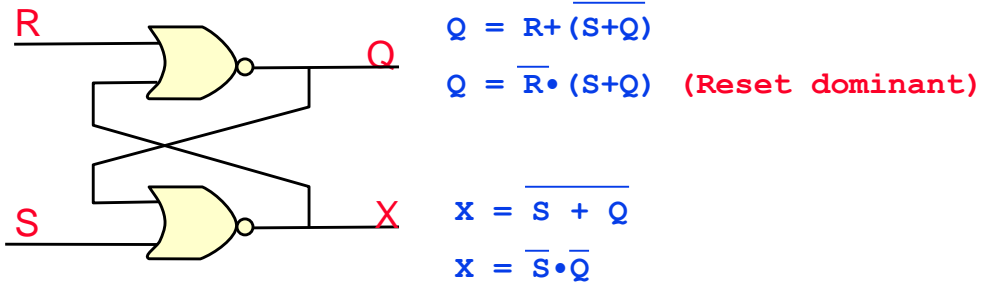 R
Q
S
X
Q = R+(S+Q)̅
Q = R̅•(S+Q) (Reset dominant)
X = S̅ ̅+̅ ̅Q̅
X = S̅•Q̅